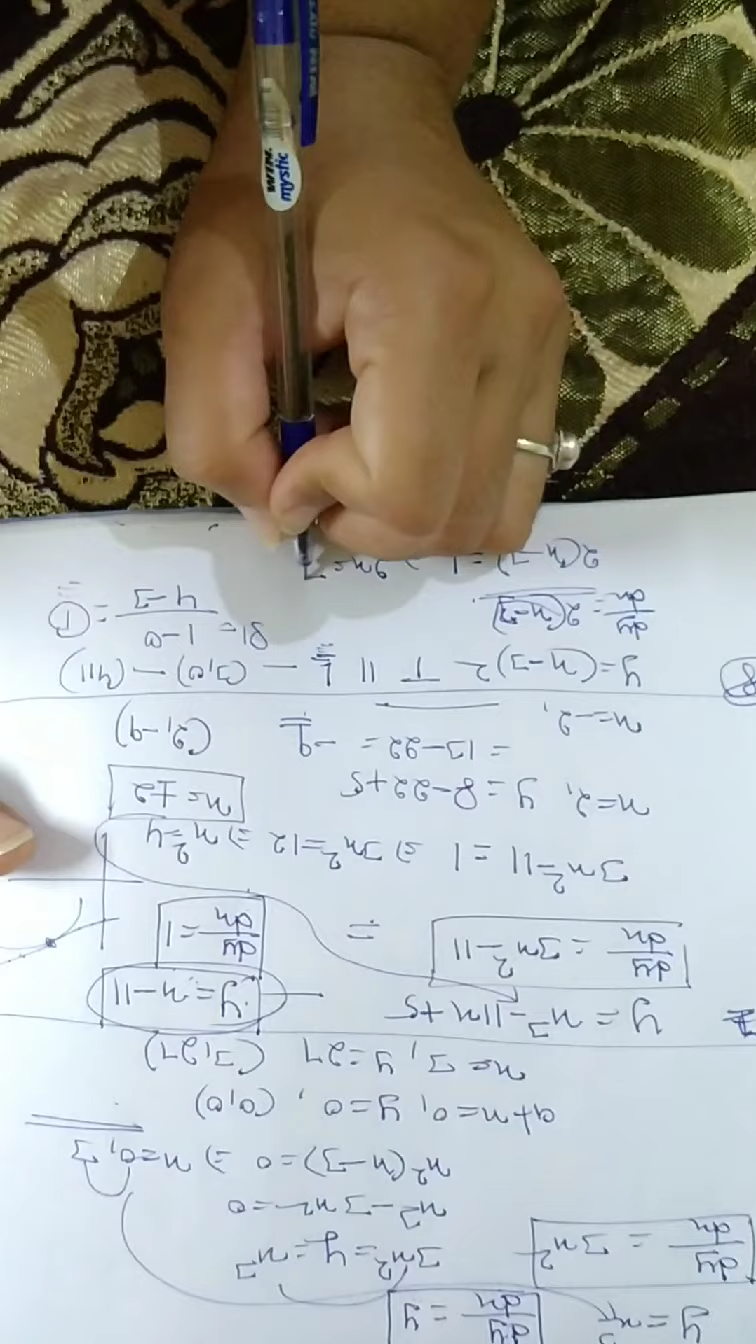 y = x³    dy/dx = y
dy/dx = 3x²    3x² = y = x³
x³ - 3x² = 0
x²(x-3) = 0 ⇒ x = 0, 3
at x = 0, y = 0, (0,0)
x = 3, y = 27 (3,27)
7 y = x³ - 11x + 5 — y = x - 11
dy/dx = 3x² - 11 = dy/dx = 1
3x² - 11 = 1 ⇒ 3x² = 12 ⇒ x² = 4
x = ±2
x = 2, y = 8 - 22 + 5
= 13 - 22 = -9 (2,-9)
x = -2,
8 y = (x-3)² T || L — (3,0) — (4,1)
dy/dx = 2(x-3)
1-0
4-3
= 1
2(x-3) = 1
2x = 7
WIN
mystic